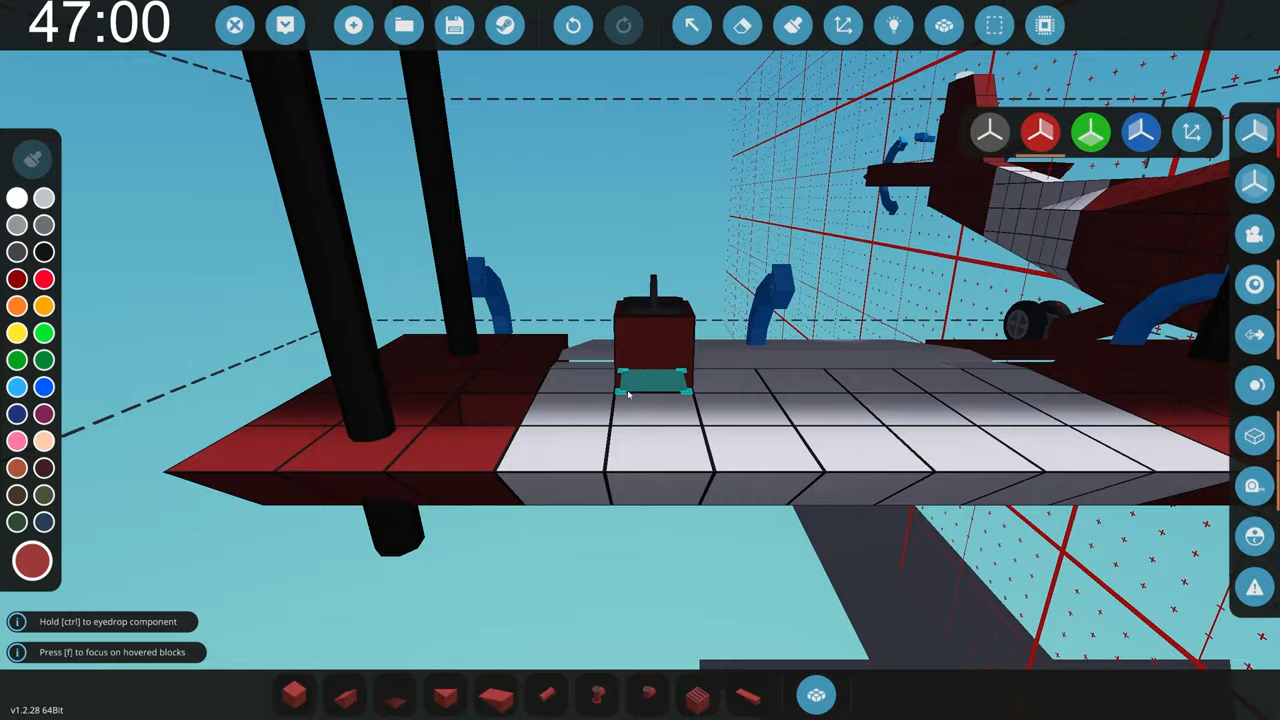 47:00
Hold [ctrl] to eyedrop component
Press [f] to focus on hovered blocks
v1.2.28 64Bit